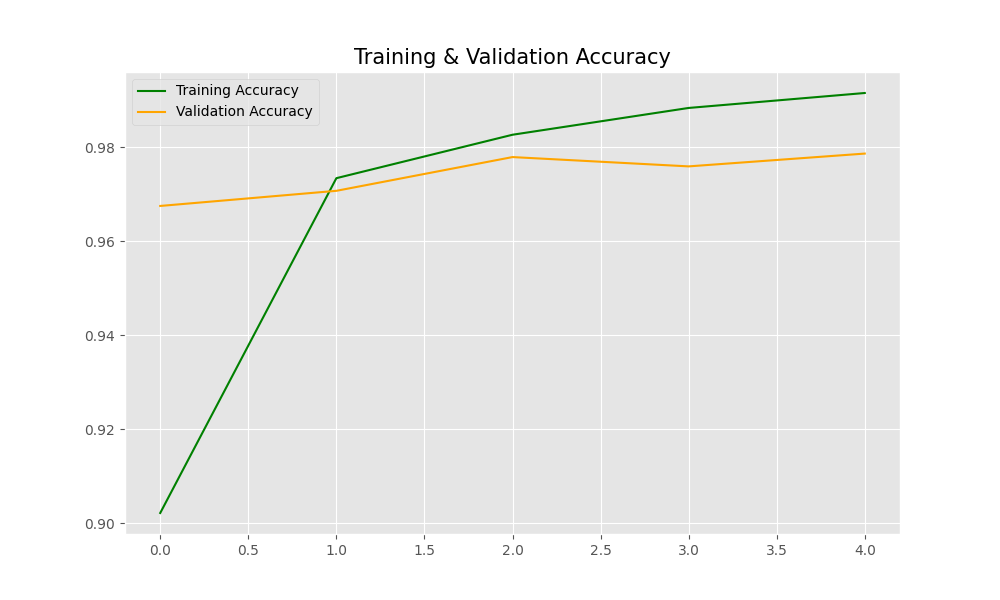 Training & Validation Accuracy
Training Accuracy
Validation Accuracy
0.98
0.96
0.94
0.92
0.90
0.0 0.5 1.0 1.5 2.0 2.5 3.0 3.5 4.0